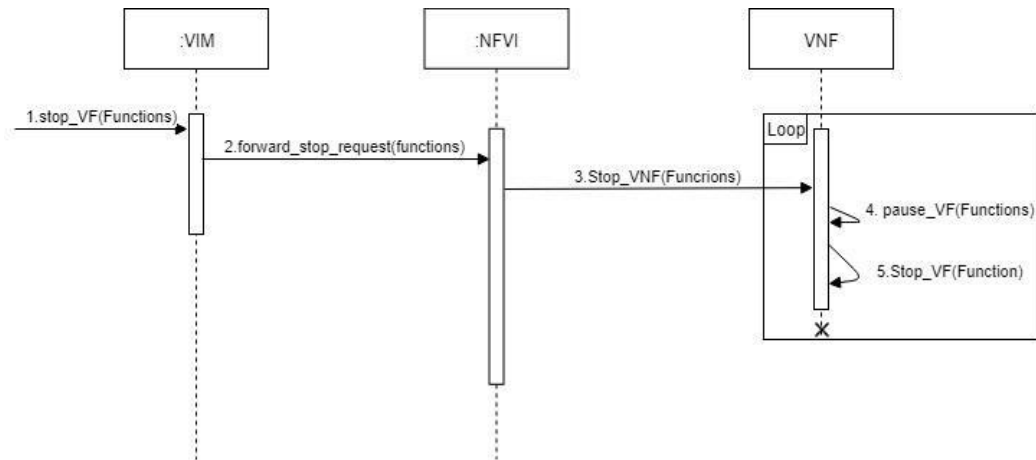 :VIM
:NFVI
VNF
1.stop_VF(Functions)
Loop
2.forward_stop_request(functions)
3.Stop_VNF(Funcrions)
4. pause_VF(Functions)
5.Stop_VF(Function)